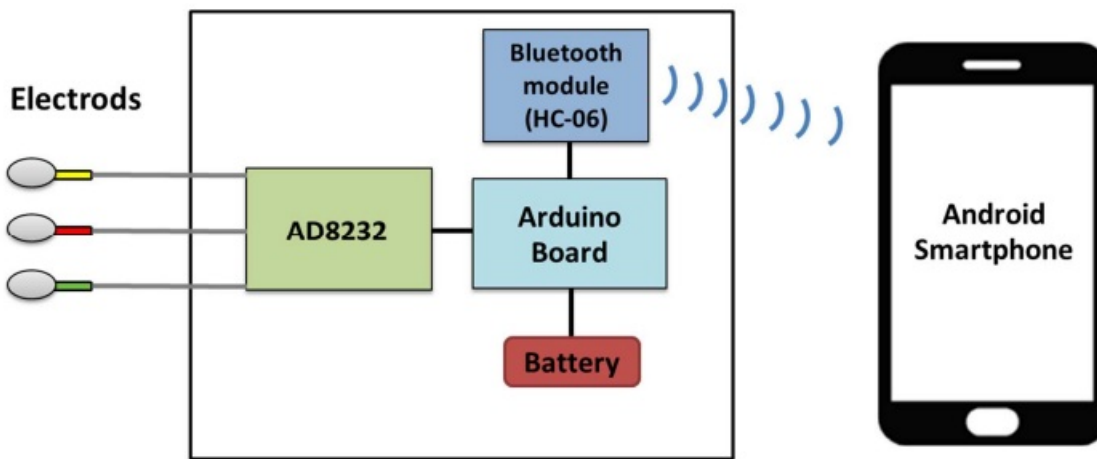 Electrods
Bluetooth
module
(HC-06)
AD8232
Arduino
Board
Battery
Android
Smartphone